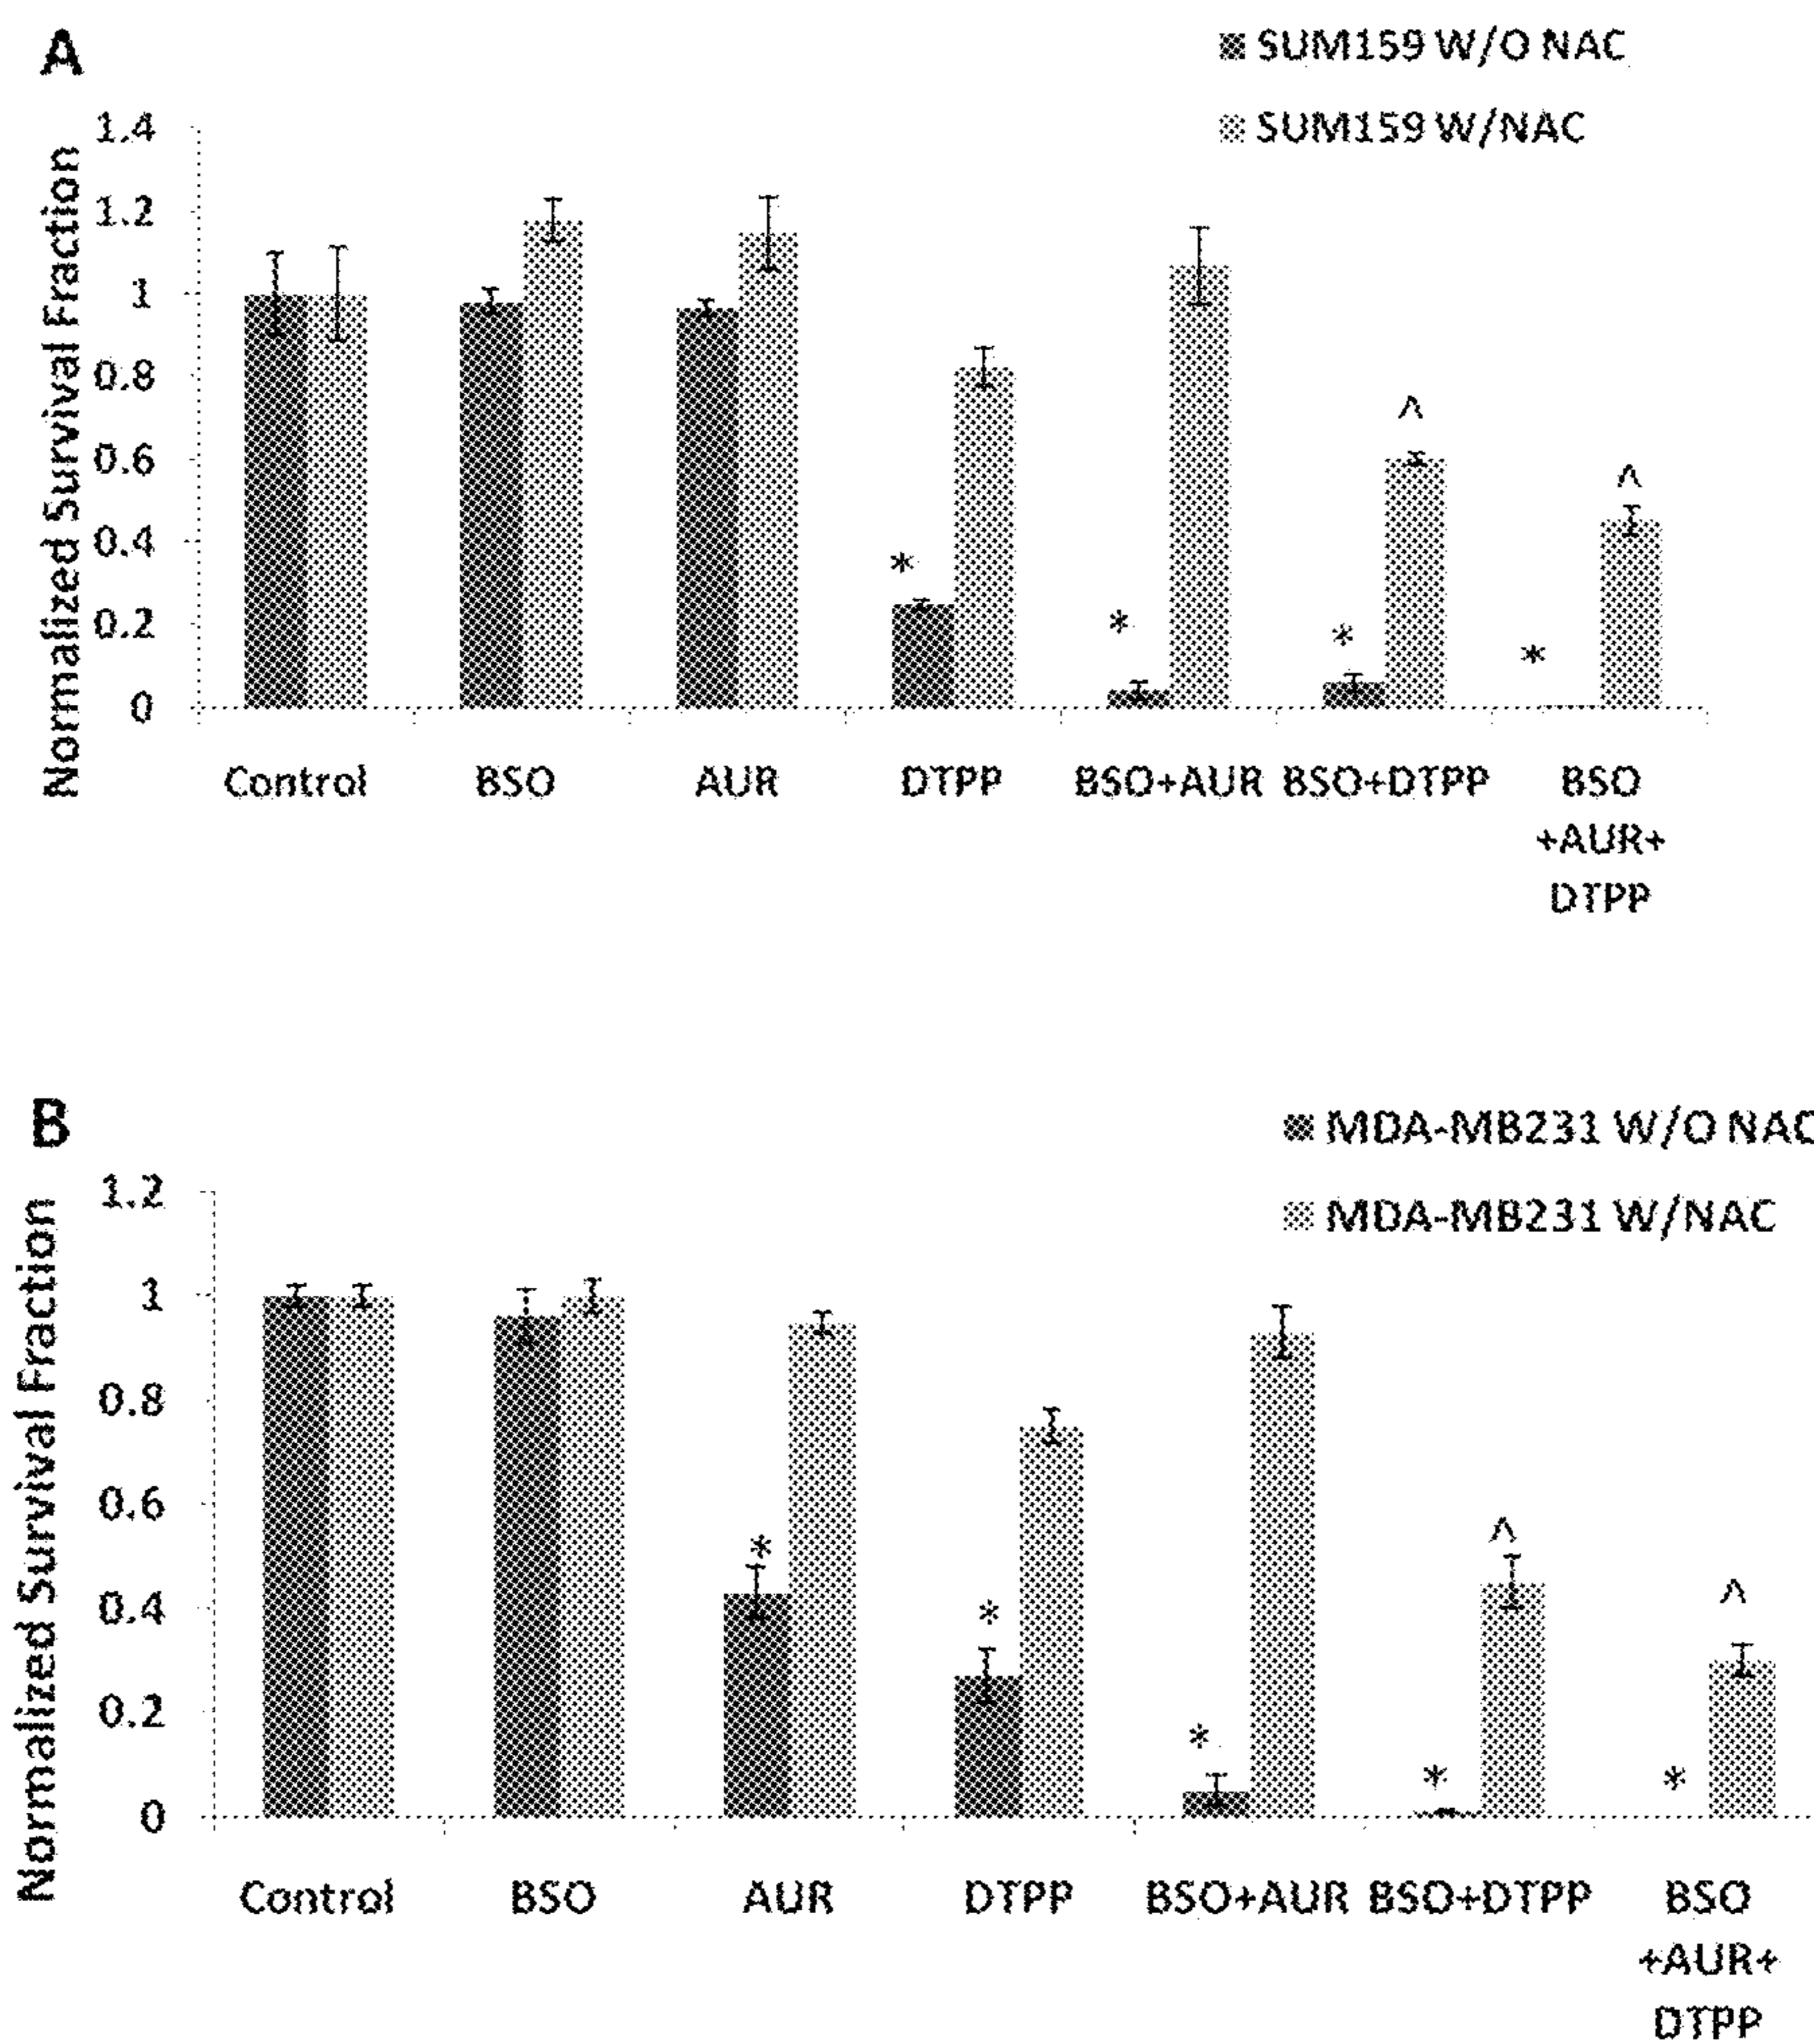 A
SUM159 W/O NAC
SUM159 W/NAC
Normalized Survival Fraction
1.4
1.2
1
0.8
0.6
0.4
0.2
0
^
^
*
*
*
*
Control BSO AUR DTPP BSO+AUR BSO+DTPP BSO
+AUR+
DTPP
B
MDA-MB231 W/O NAC
MDA-MB231 W/NAC
Normalized Survival Fraction
1.2
1
0.8
0.6
0.4
0.2
0
*
*
*
*
*
^
^
Control BSO AUR DTPP BSO+AUR BSO+DTPP BSO
+AUR+
DTPP